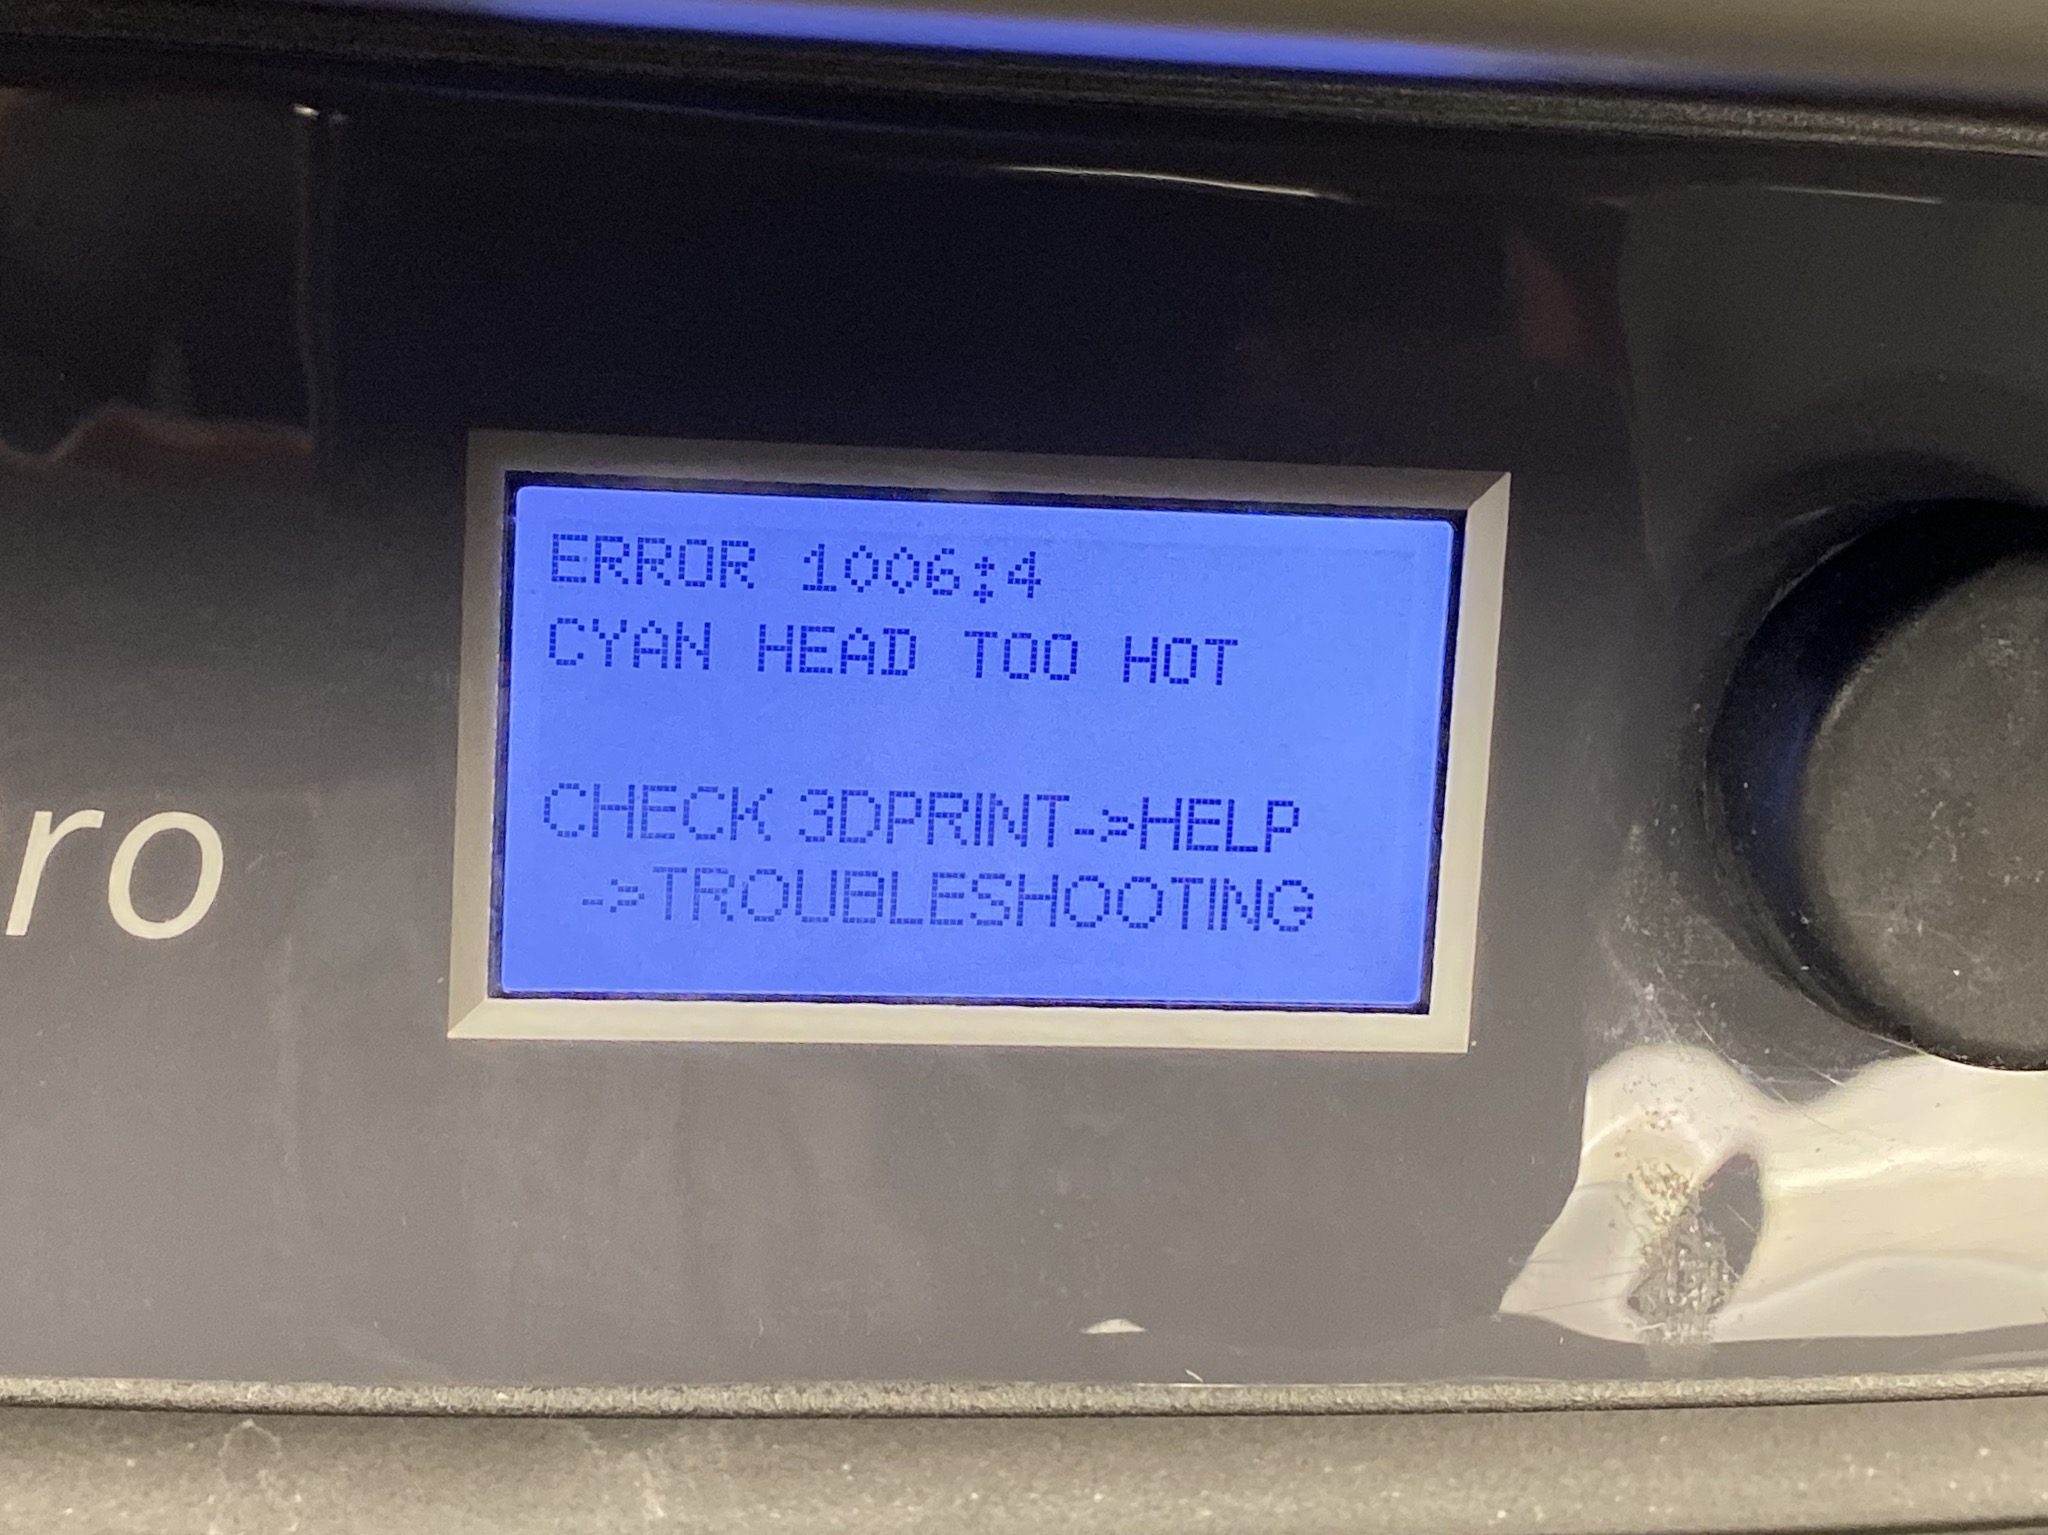 ERROR 1006:4
CYAN HEAD TOO HOT
CHECK 3DPRINT->HELP
->TROUBLESHOOTING
ro